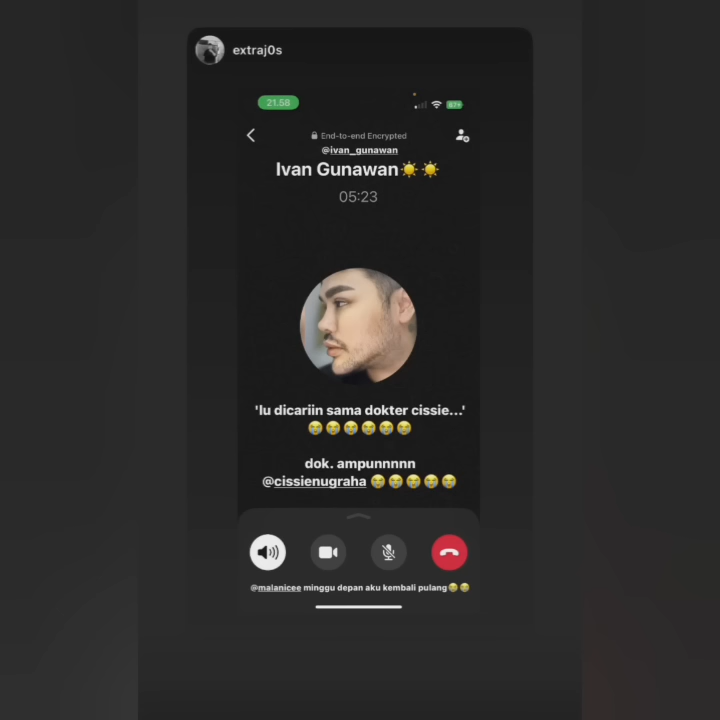 extraj0s
21.58
67+
End-to-end Encrypted
@ivan_gunawan
Ivan Gunawan☀️☀️
05:23
'lu dicariin sama dokter cissie...'
😭😭😭😭😭😭
dok. ampunnnnn
@cissienugraha 😭😭😭😭😭
@malanicee minggu depan aku kembali pulang😭😭